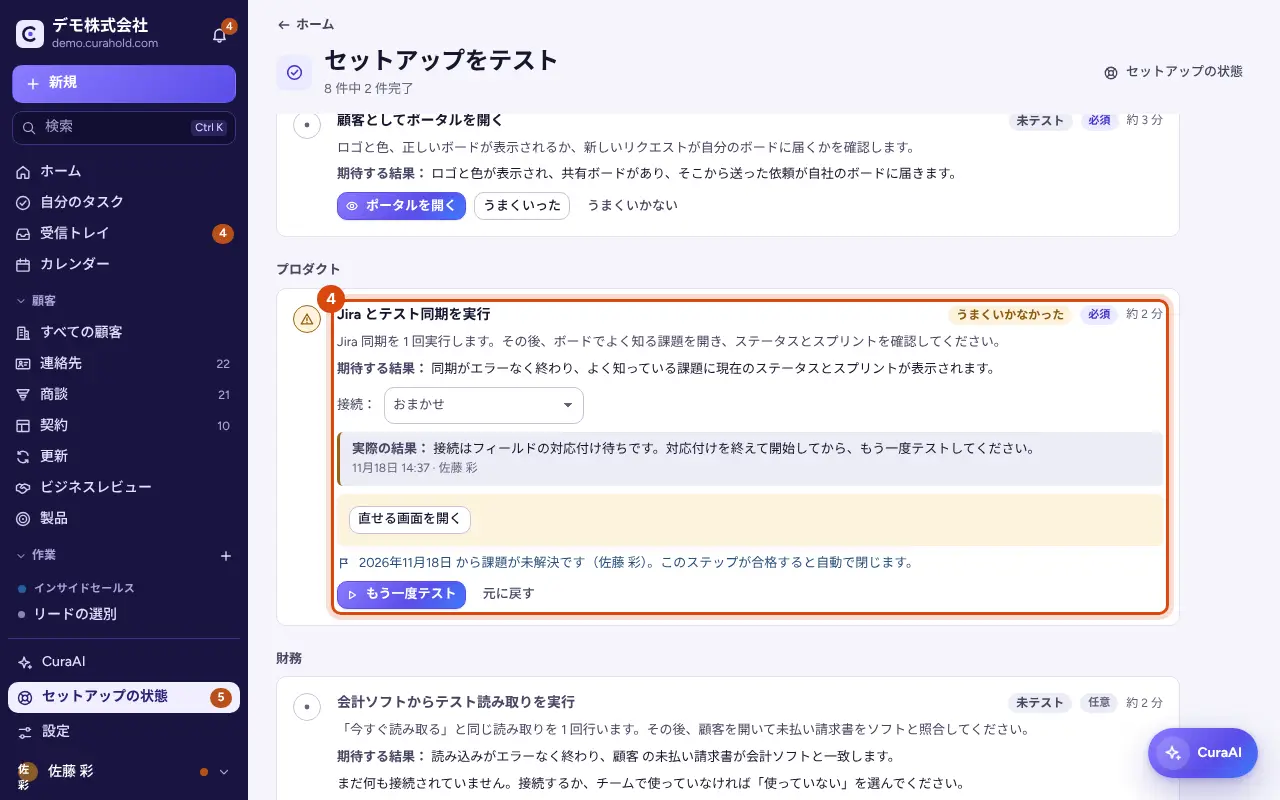 デモ株式会社
demo.curahold.com
4
+ 新規
検索
Ctrl K
ホーム
自分のタスク
受信トレイ
4
カレンダー
顧客
すべての顧客
連絡先
22
商談
21
契約
10
更新
ビジネスレビュー
製品
作業
+
インサイドセールス
リードの選別
CuraAI
セットアップの状態
5
設定
佐彩
佐藤 彩
← ホーム
セットアップをテスト
8 件中 2 件完了
セットアップの状態
顧客としてポータルを開く
未テスト
必須
約 3 分
ロゴと色、正しいボードが表示されるか、新しいリクエストが自分のボードに届くかを確認します。
期待する結果： ロゴと色が表示され、共有ボードがあり、そこから送った依頼が自社のボードに届きます。
ポータルを開く
うまくいった
うまくいかない
プロダクト
4
Jira とテスト同期を実行
うまくいかなかった
必須
約 2 分
Jira 同期を 1 回実行します。その後、ボードでよく知る課題を開き、ステータスとスプリントを確認してください。
期待する結果： 同期がエラーなく終わり、よく知っている課題に現在のステータスとスプリントが表示されます。
接続：
おまかせ
実際の結果： 接続はフィールドの対応付け待ちです。対応付けを終えて開始してから、もう一度テストしてください。
11月18日 14:37 · 佐藤 彩
直せる画面を開く
2026年11月18日 から課題が未解決です（佐藤 彩）。このステップが合格すると自動で閉じます。
もう一度テスト
元に戻す
財務
会計ソフトからテスト読み取りを実行
未テスト
任意
約 2 分
「今すぐ読み取る」と同じ読み取りを 1 回行います。その後、顧客を開いて未払い請求書をソフトと照合してください。
期待する結果： 読み込みがエラーなく終わり、顧客 の未払い請求書が会計ソフトと一致します。
まだ何も接続されていません。接続するか、チームで使っていなければ「使っていない」を選んでください。
CuraAI